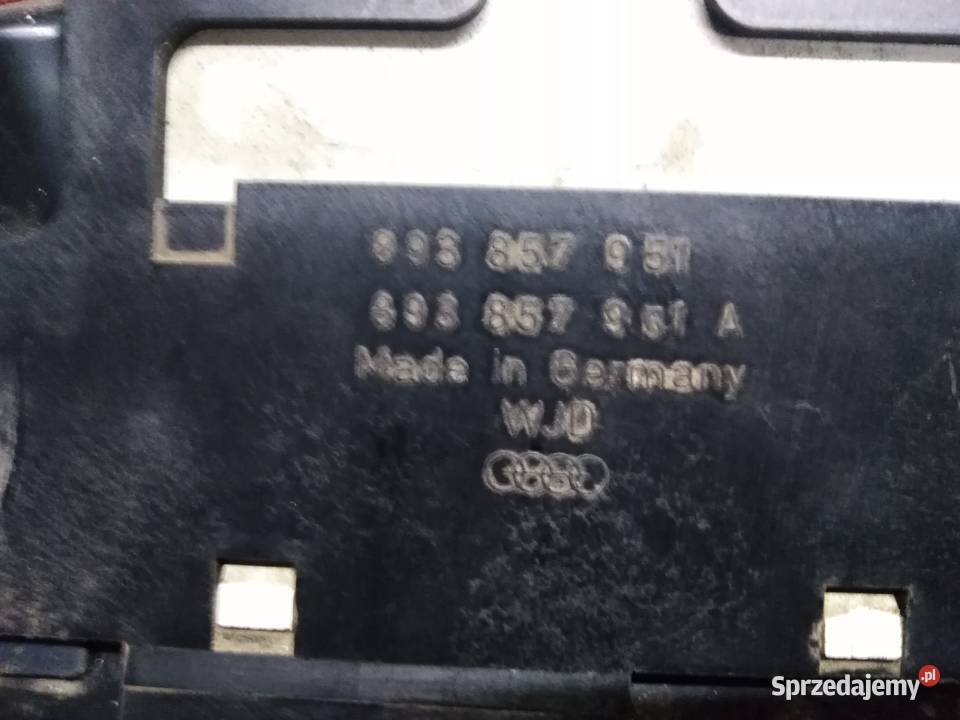 893 857 951
893 857 951 A
Made in Germany
WJD
Sprzedajemy.pl